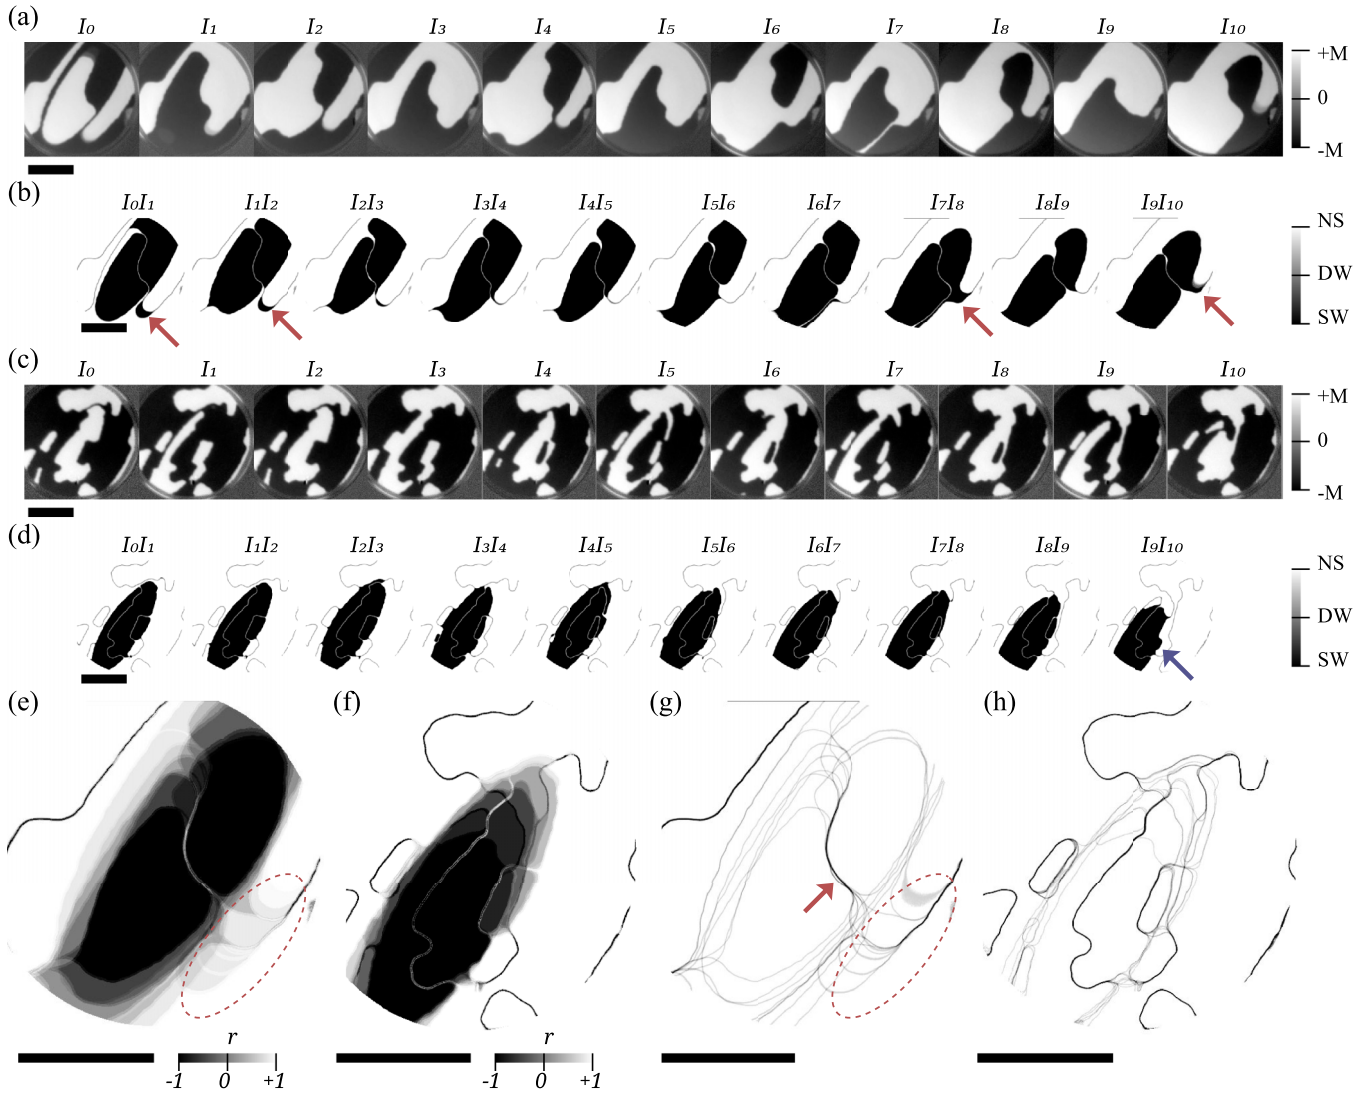 (a)
I₀ I₁ I₂ I₃ I₄ I₅ I₆ I₇ I₈ I₉ I₁₀
+M
0
-M
(b)
I₀I₁ I₁I₂ I₂I₃ I₃I₄ I₄I₅ I₅I₆ I₆I₇ I₇I₈ I₈I₉ I₉I₁₀
NS
DW
SW
(c)
I₀ I₁ I₂ I₃ I₄ I₅ I₆ I₇ I₈ I₉ I₁₀
+M
0
-M
(d)
I₀I₁ I₁I₂ I₂I₃ I₃I₄ I₄I₅ I₅I₆ I₆I₇ I₇I₈ I₈I₉ I₉I₁₀
NS
DW
SW
(e) (f) (g) (h)
r r
-1 0 +1 -1 0 +1